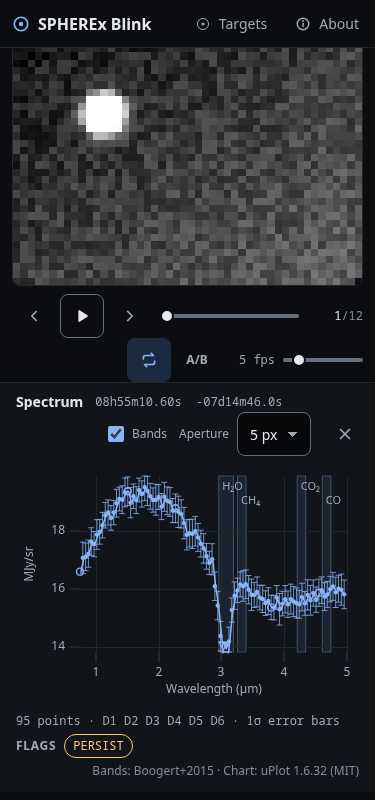 SPHEREx Blink Targets About
1/12
A/B 5 fps
Spectrum 08h55m10.60s -07d14m46.0s
Bands Aperture 5 px
H₂O CO₂
CH₄ CO
18
MJy/sr
16
14
1 2 3 4 5
Wavelength (μm)
95 points · D1 D2 D3 D4 D5 D6 · 1σ error bars
FLAGS PERSIST
Bands: Boogert+2015 · Chart: uPlot 1.6.32 (MIT)